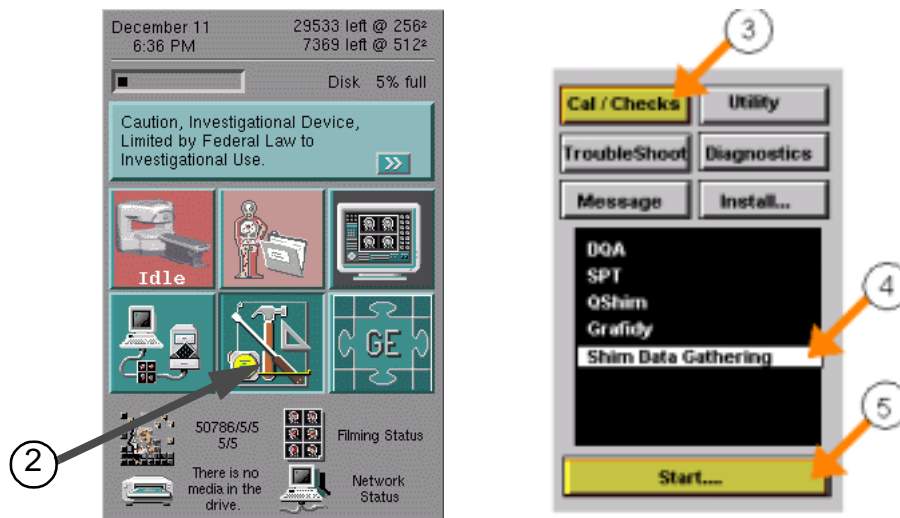 December 11
6:36 PM
29533 left @ 256²
7369 left @ 512²
Disk 5% full
Caution, Investigational Device,
Limited by Federal Law to
Investigational Use.
>>
Idle
GE
50786/5/5
5/5
Filming Status
There is no
media in the
drive.
Network
Status
2
3
Cal / Checks
Utility
TroubleShoot
Diagnostics
Message
Install...
DQA
SPT
QShim
Grafidy
Shim Data Gathering
4
5
Start....